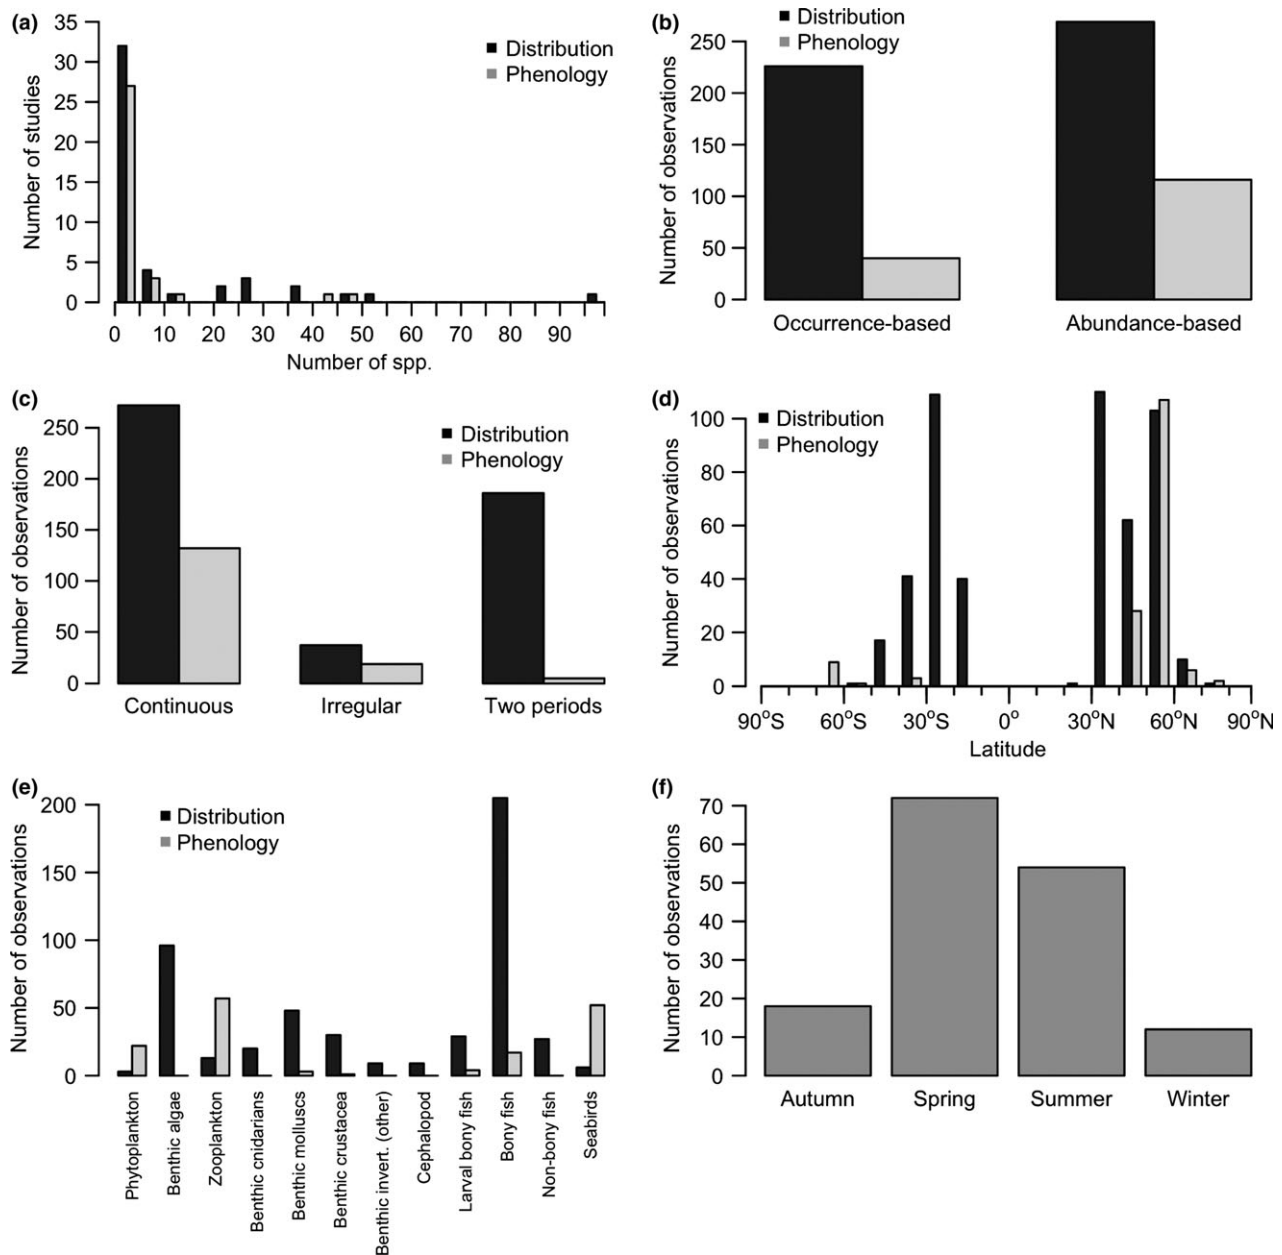 (a)
35
30
25
20
15
10
5
0
Number of studies
Distribution
Phenology
0 10 20 30 40 50 60 70 80 90
Number of spp.
(b)
250
200
150
100
50
0
Number of observations
Distribution
Phenology
Occurrence-based Abundance-based
(c)
250
200
150
100
50
0
Number of observations
Distribution
Phenology
Continuous Irregular Two periods
(d)
100
80
60
40
20
0
Number of observations
Distribution
Phenology
90°S 60°S 30°S 0° 30°N 60°N 90°N
Latitude
(e)
200
150
100
50
0
Number of observations
Distribution
Phenology
Phytoplankton
Benthic algae
Zooplankton
Benthic cnidarians
Benthic molluscs
Benthic crustacea
Benthic invert. (other)
Cephalopod
Larval bony fish
Bony fish
Non-bony fish
Seabirds
(f)
70
60
50
40
30
20
10
0
Number of observations
Autumn Spring Summer Winter